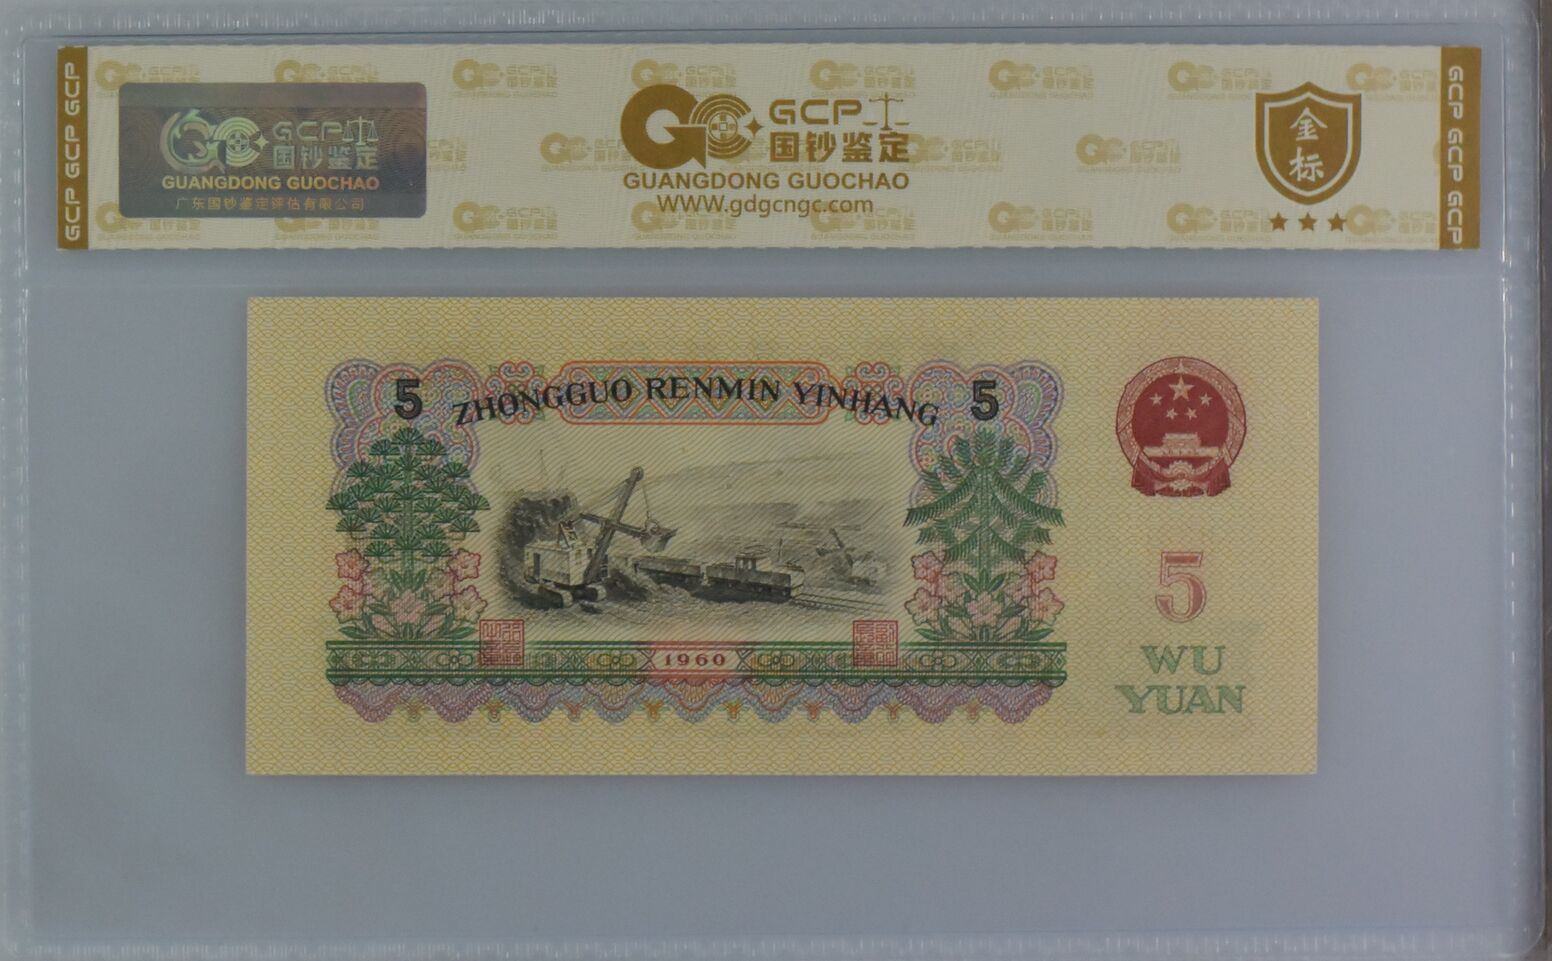 GCP GCP GCP
GCP
国钞鉴定
GUANGDONG GUOCHAO
广东国钞鉴定评估有限公司
GCP
国钞鉴定
GUANGDONG GUOCHAO
WWW.gdgcngc.com
金标
GCP GCP GCP
5
ZHONGGUO RENMIN YINHANG
5
1960
5
WU
YUAN